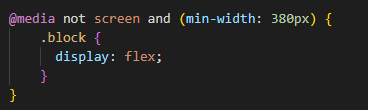 @media not screen and (min-width: 380px) {
.block {
display: flex;
}
}